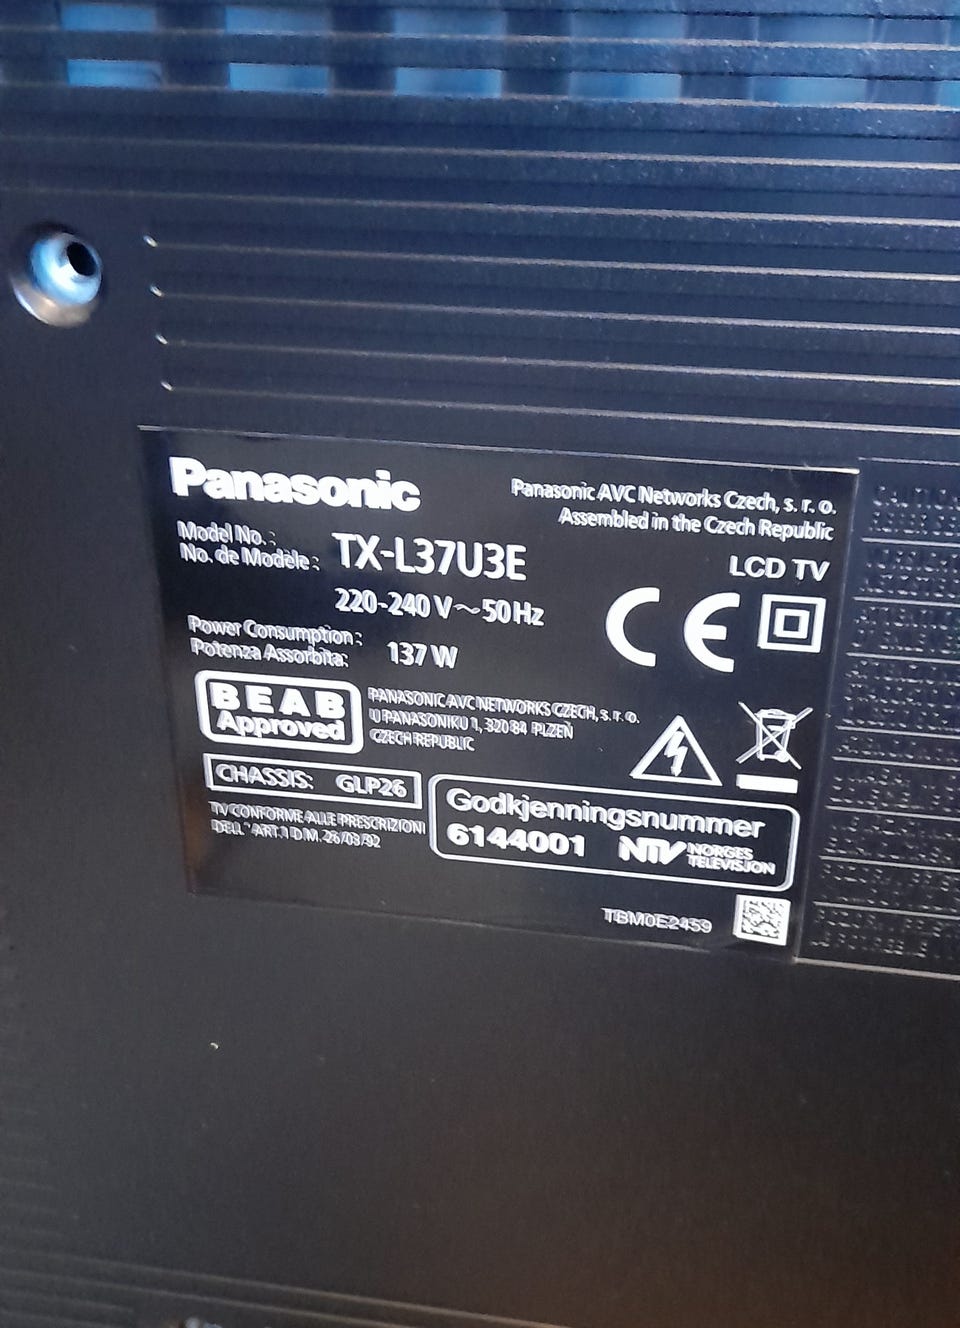 Panasonic
Panasonic AVC Networks Czech, s. r. o.
Assembled in the Czech Republic
Model No. :
No. de Modèle :
TX-L37U3E
LCD TV
220-240 V ~ 50 Hz
CE
Power Consumption :
Potenza Assorbita:
137 W
BEAB
Approved
PANASONIC AVC NETWORKS CZECH, s. r. o.
U PANASONIKU 1, 320 84 PLZEN
CZECH REPUBLIC
CHASSIS: GLP26
TV CONFORME ALLE PRESCRIZIONI
DELL' ART.1 D.M. 26/03/92
Godkjenningsnummer
6144001
NTV NORGES
TELEVISJON
TBM0E2459